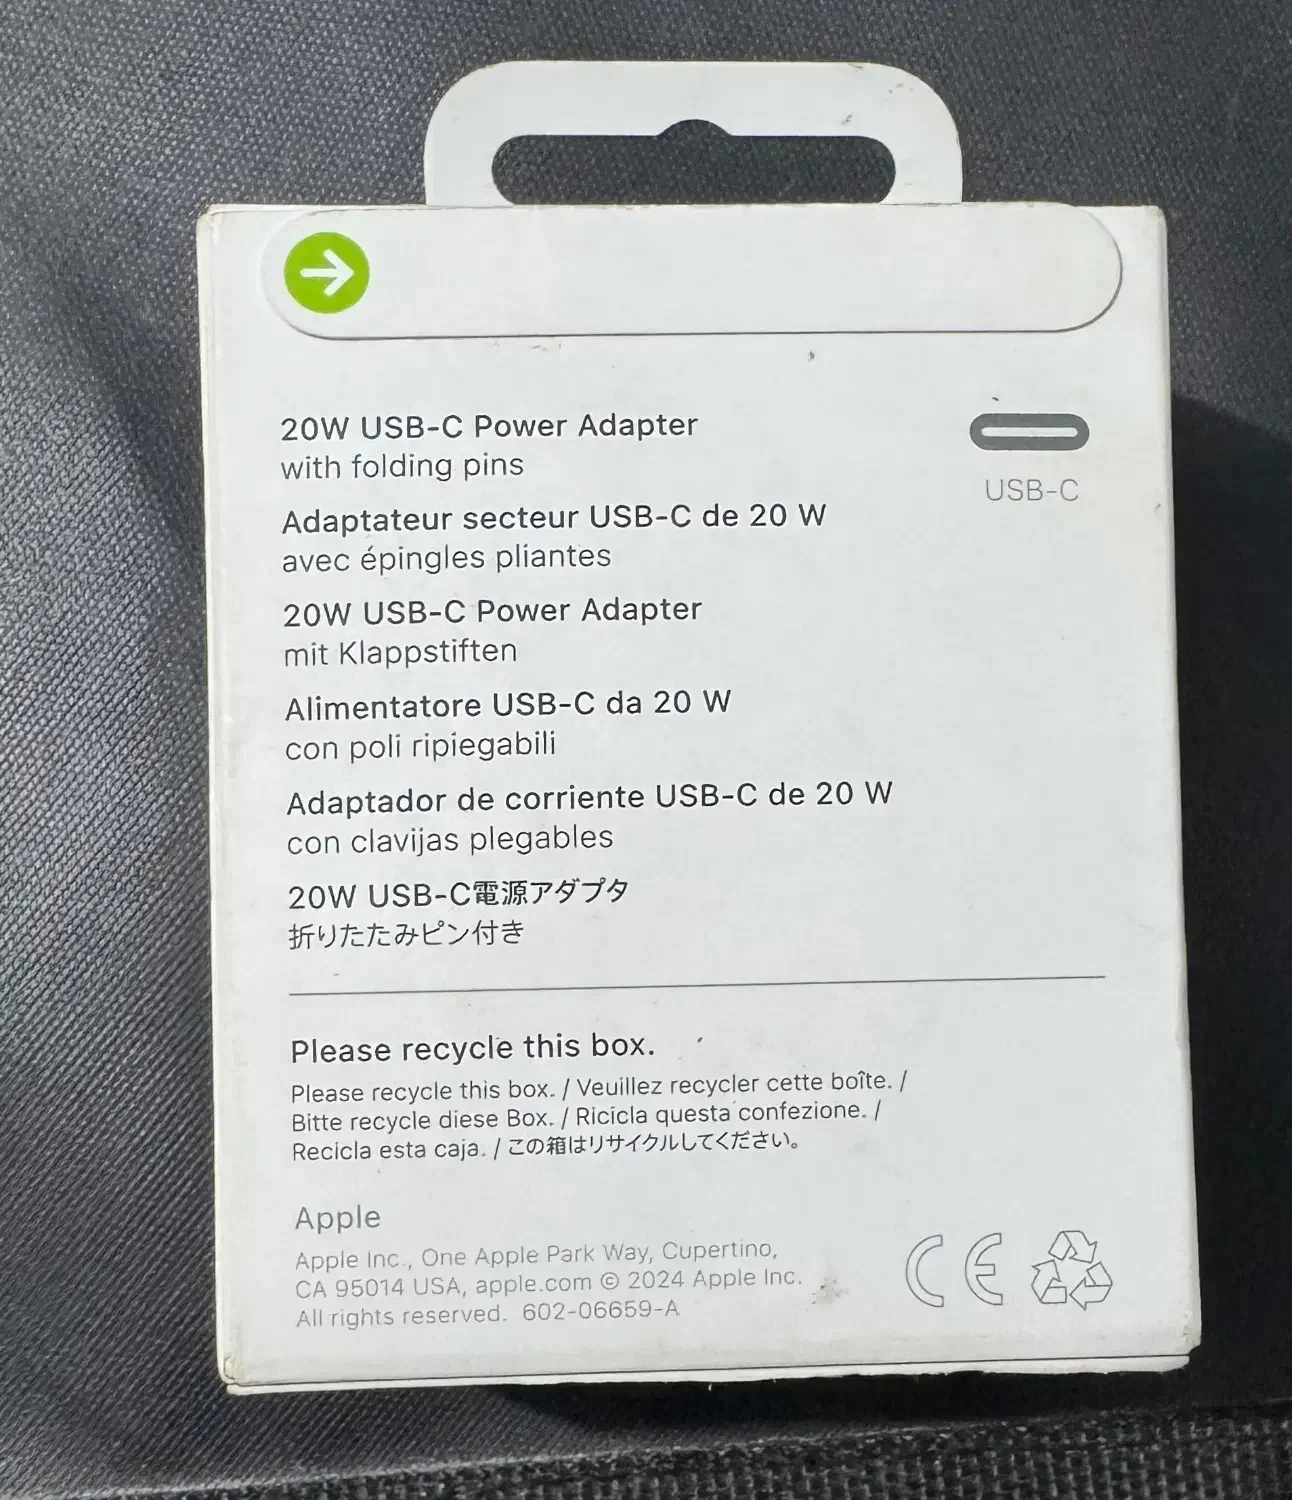 20W USB-C Power Adapter
with folding pins
USB-C
Adaptateur secteur USB-C de 20 W
avec épingles pliantes
20W USB-C Power Adapter
mit Klappstiften
Alimentatore USB-C da 20 W
con poli ripiegabili
Adaptador de corriente USB-C de 20 W
con clavijas plegables
20W USB-C電源アダプタ
折りたたみピン付き
Please recycle this box.
Please recycle this box. / Veuillez recycler cette boîte. /
Bitte recycle diese Box. / Ricicla questa confezione. /
Recicla esta caja. / この箱はリサイクルしてください。
Apple
Apple Inc., One Apple Park Way, Cupertino,
CA 95014 USA, apple.com © 2024 Apple Inc.
All rights reserved. 602-06659-A
CE